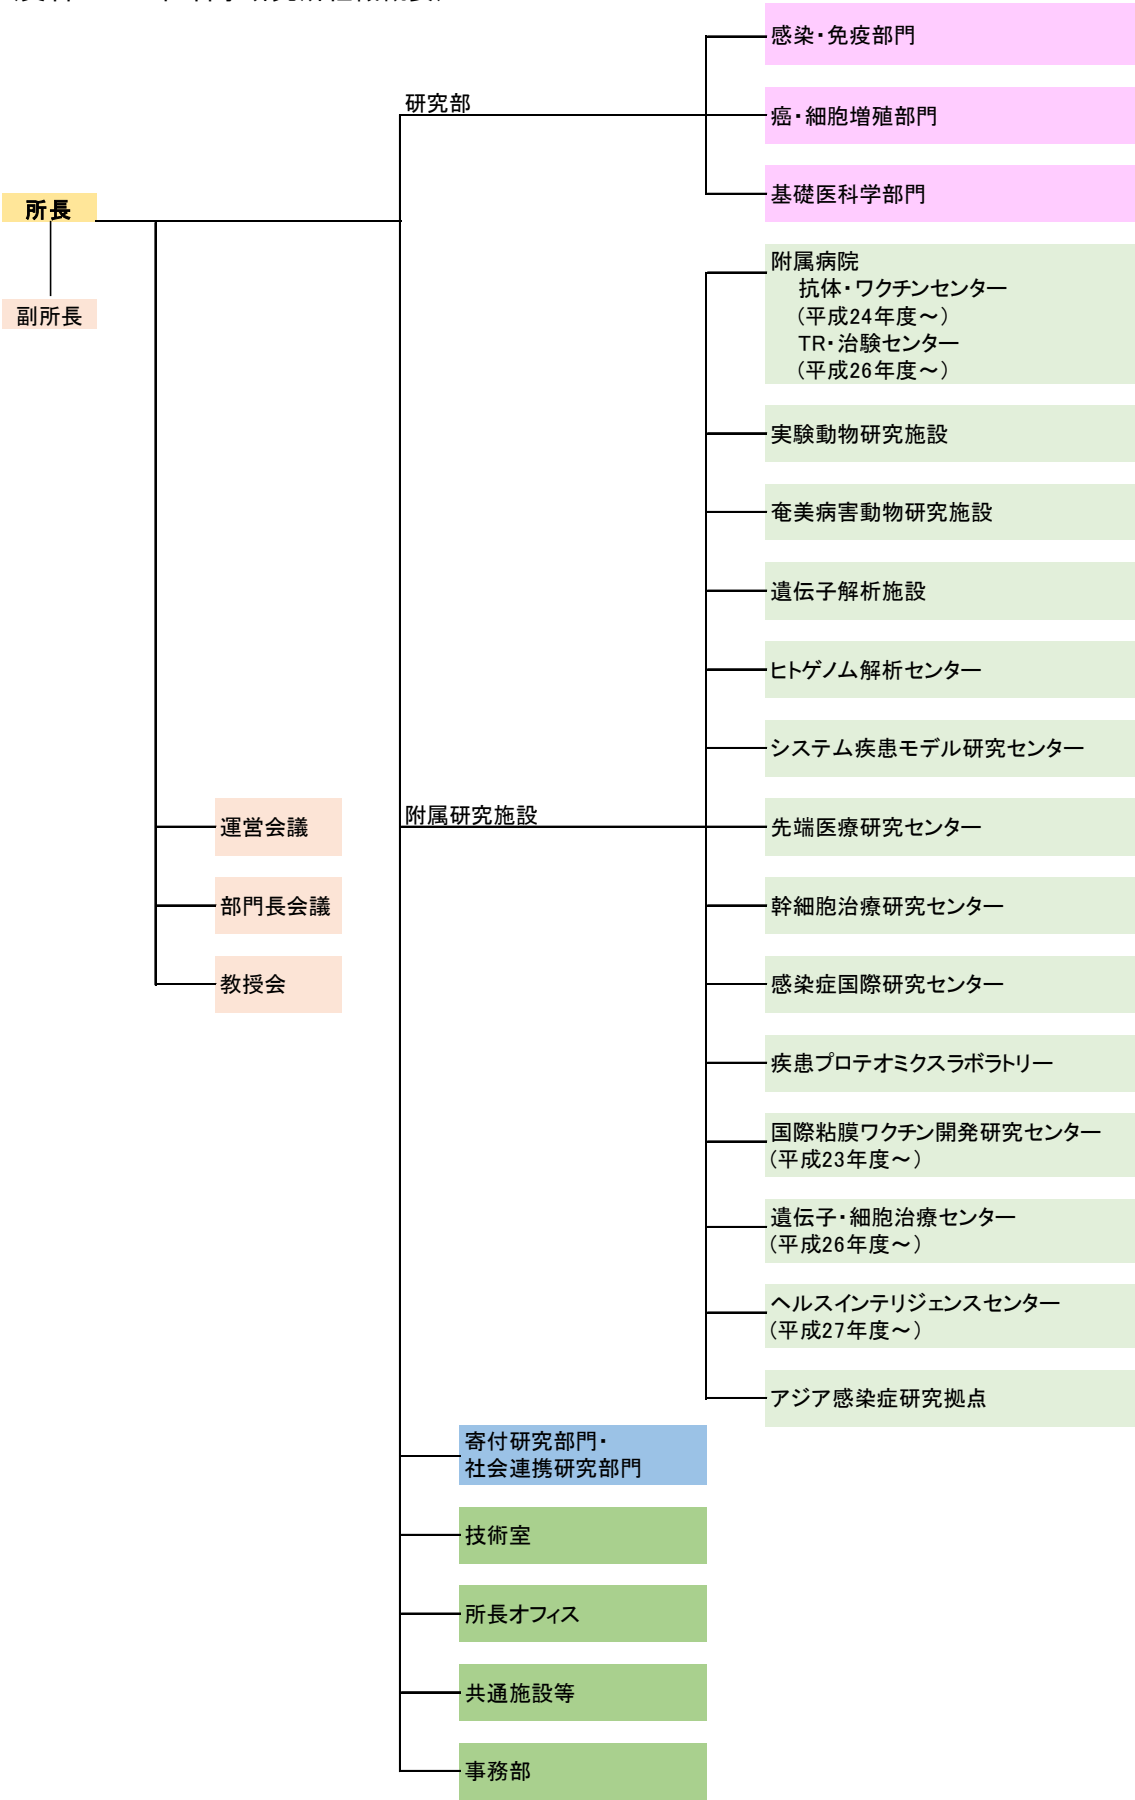 研究部
感染・免疫部門
癌・細胞増殖部門
基礎医科学部門
所長
副所長
運営会議
部門長会議
教授会
附属研究施設
附属病院
抗体・ワクチンセンター
(平成24年度~)
TR・治験センター
(平成26年度~)
実験動物研究施設
奄美病害動物研究施設
遺伝子解析施設
ヒトゲノム解析センター
システム疾患モデル研究センター
先端医療研究センター
幹細胞治療研究センター
感染症国際研究センター
疾患プロテオミクスラボラトリー
国際粘膜ワクチン開発研究センター
(平成23年度~)
遺伝子・細胞治療センター
(平成26年度~)
ヘルスインテリジェンスセンター
(平成27年度~)
アジア感染症研究拠点
寄付研究部門・
社会連携研究部門
技術室
所長オフィス
共通施設等
事務部